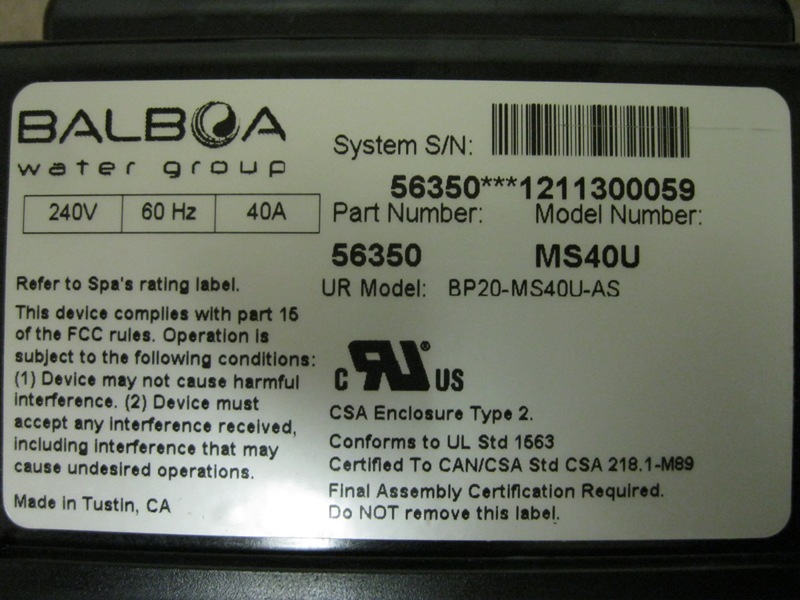 BALBOA
water group
240V 60 Hz 40A
System S/N:
56350***1211300059
Part Number: Model Number:
56350 MS40U
UR Model: BP20-MS40U-AS
Refer to Spa's rating label.
This device complies with part 15
of the FCC rules. Operation is
subject to the following conditions:
(1) Device may not cause harmful
interference. (2) Device must
accept any interference received,
including interference that may
cause undesired operations.
Made in Tustin, CA
C RU® US
CSA Enclosure Type 2.
Conforms to UL Std 1563
Certified To CAN/CSA Std CSA 218.1-M89
Final Assembly Certification Required.
Do NOT remove this label.